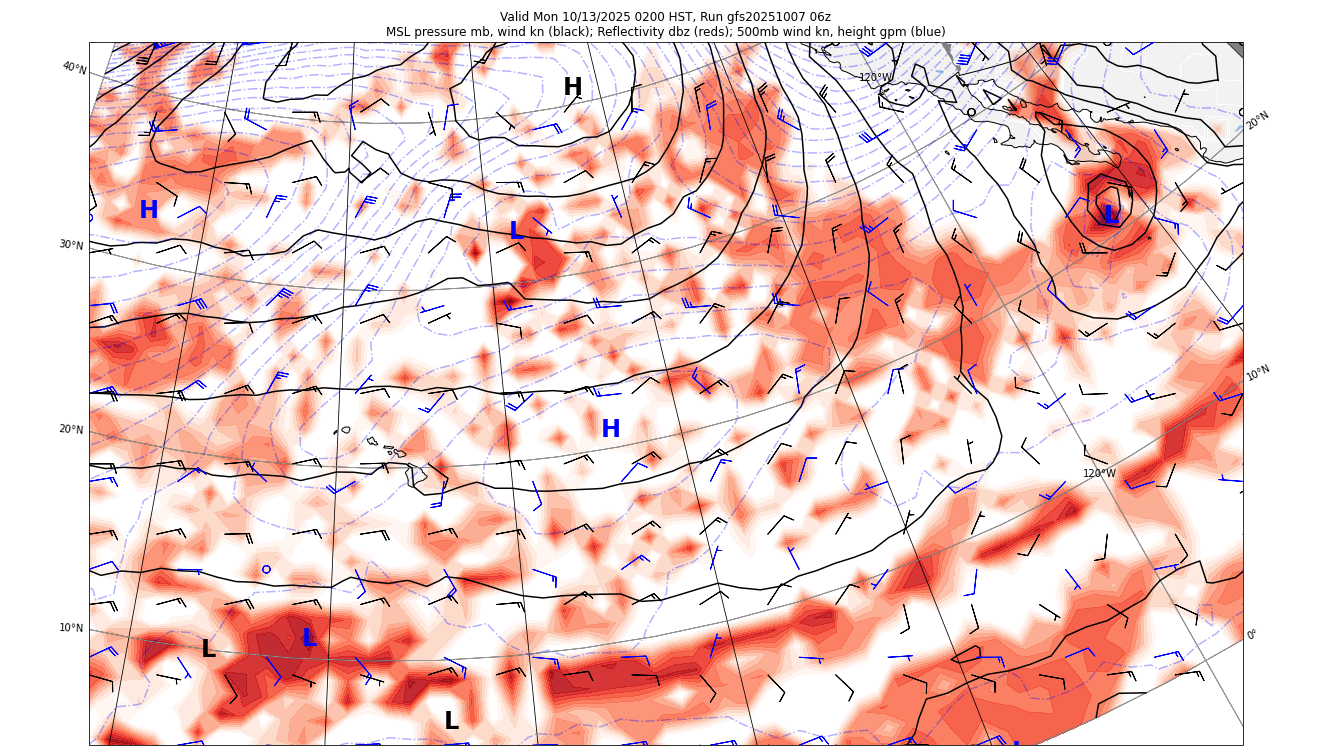 Valid Mon 10/13/2025 0200 HST, Run gfs20251007 06z
MSL pressure mb, wind kn (black); Reflectivity dbz (reds); 500mb wind kn, height gpm (blue)
40°N
H
120°W
20°N
H
L
L
30°N
10°N
20°N
H
120°W
10°N
L
L
0°
L
L